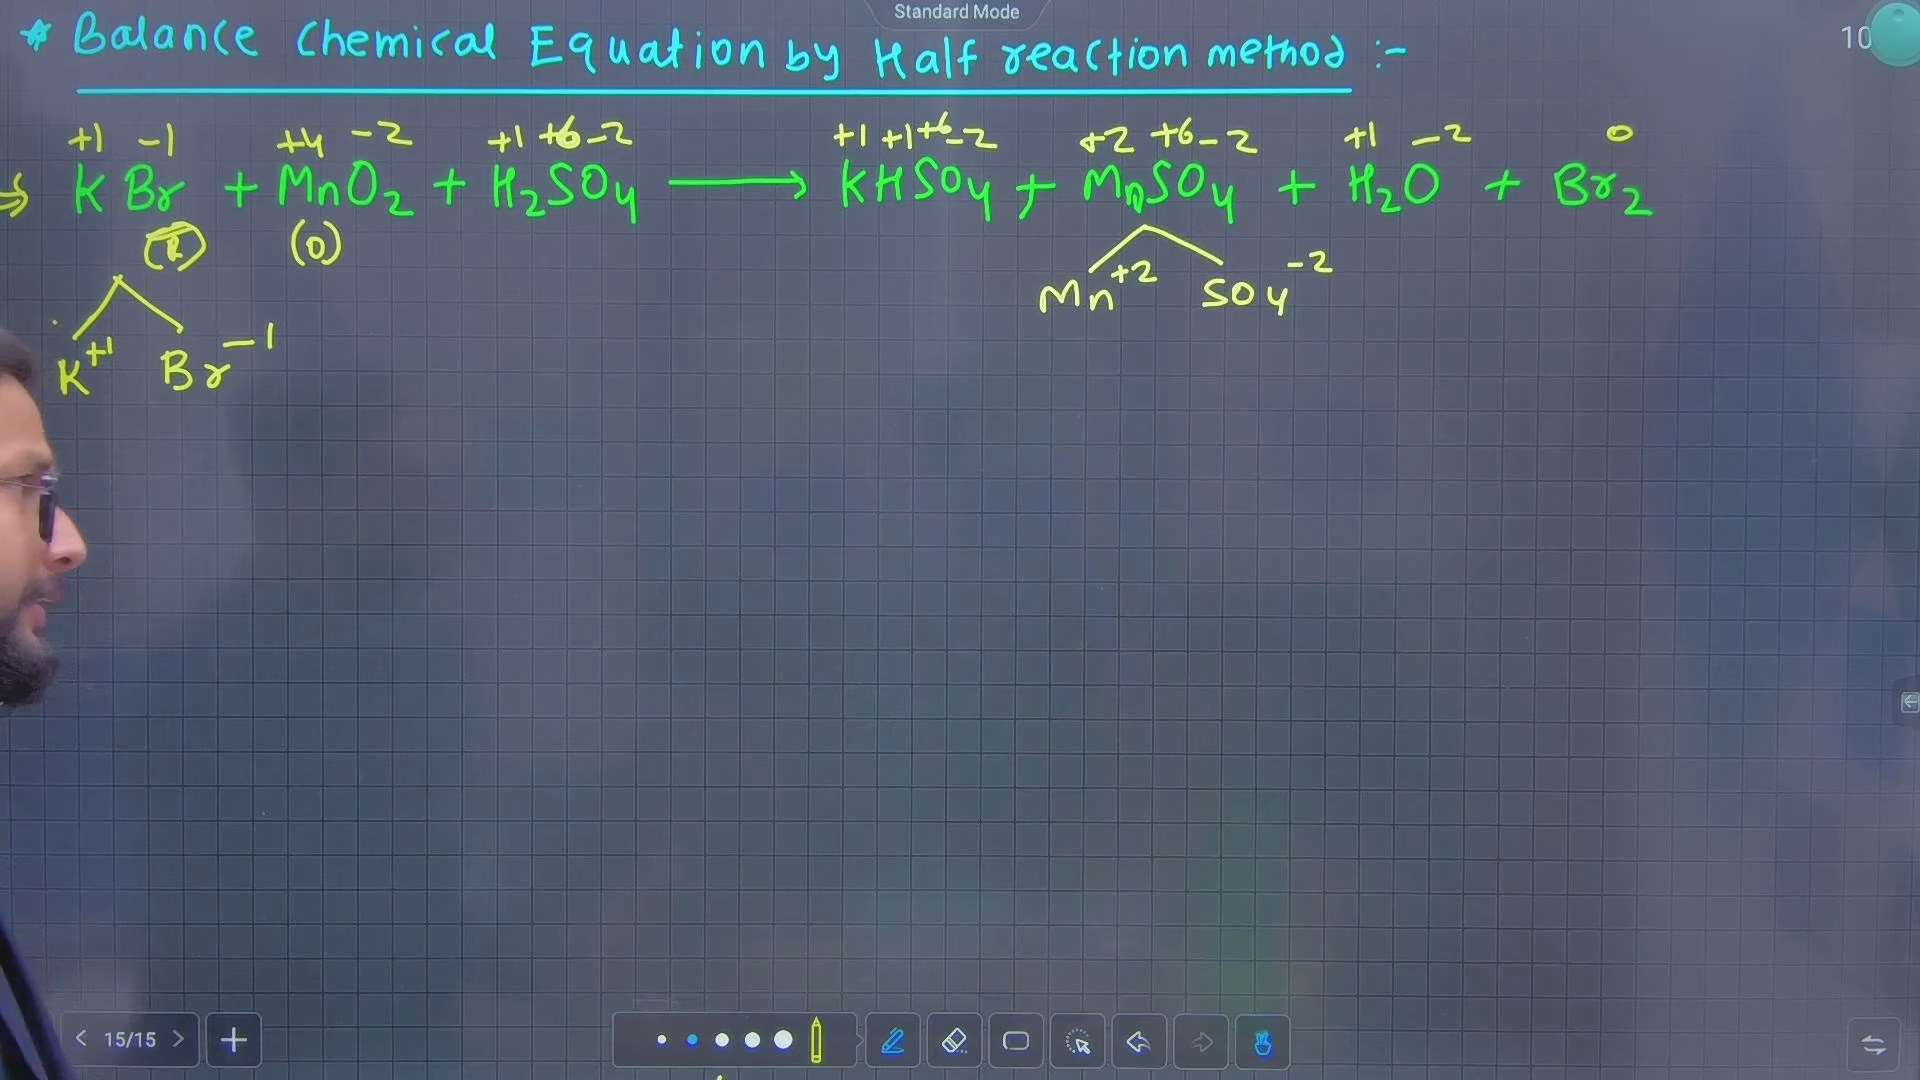 Standard Mode
* Balance Chemical Equation by Half reaction method :-
10
+1 -1 +4 -2 +1 +6 -2 +1 +1 +6 -2 +2 +6 -2 +1 -2 0
⇒ KBr + MnO2 + H2SO4 ⟶ KHSO4 + MnSO4 + H2O + Br2
(R) (O)
Mn+2 SO4-2
K+1 Br-1
15/15